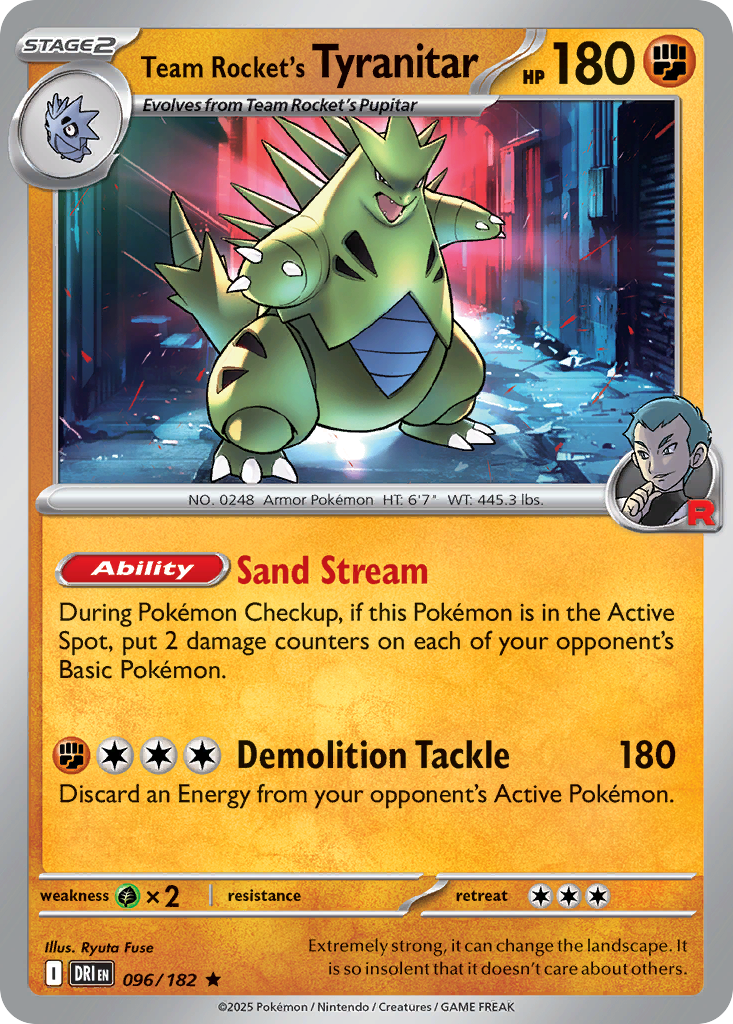 STAGE2
Team Rocket's Tyranitar HP 180
Evolves from Team Rocket's Pupitar
NO. 0248 Armor Pokémon HT: 6'7" WT: 445.3 lbs.
R
Ability Sand Stream
During Pokémon Checkup, if this Pokémon is in the Active
Spot, put 2 damage counters on each of your opponent's
Basic Pokémon.
Demolition Tackle 180
Discard an Energy from your opponent's Active Pokémon.
weakness ×2 resistance retreat
Illus. Ryuta Fuse
Extremely strong, it can change the landscape. It
is so insolent that it doesn't care about others.
I DRI EN 096/182 ★
©2025 Pokémon / Nintendo / Creatures / GAME FREAK